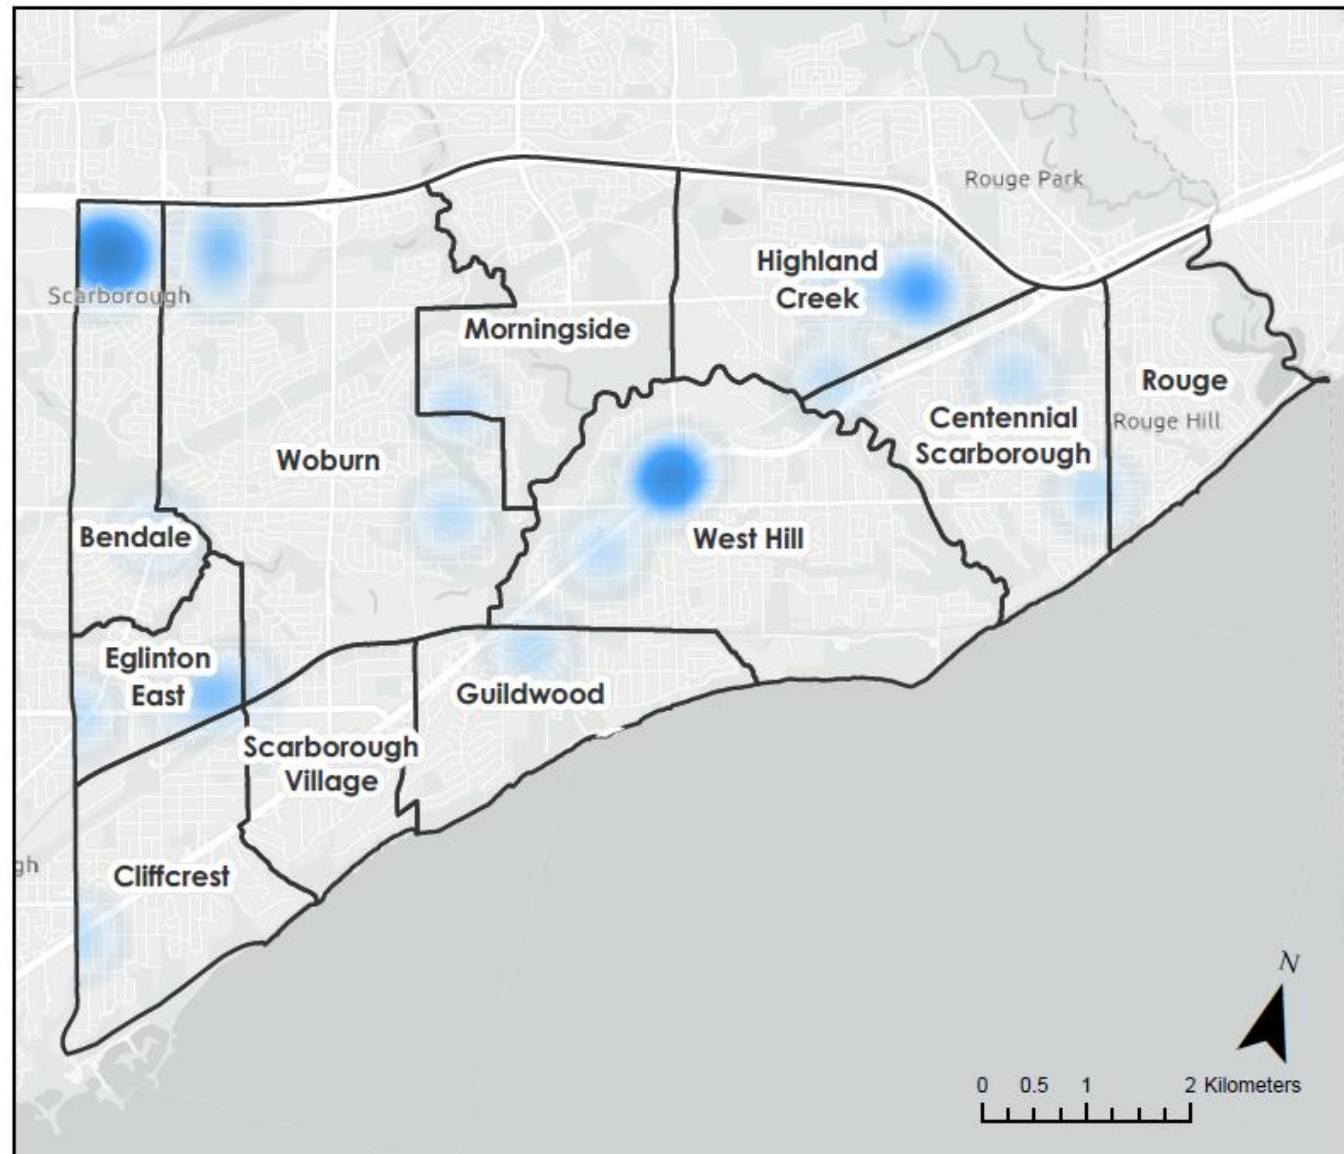 t
Rouge Park
Highland
Creek
Scarborough
Morningside
Rouge
Rouge Hill
Centennial
Scarborough
Woburn
Bendale
West Hill
Eglinton
East
Guildwood
Scarborough
Village
gh
Cliffcrest
N
0 0.5 1 2 Kilometers